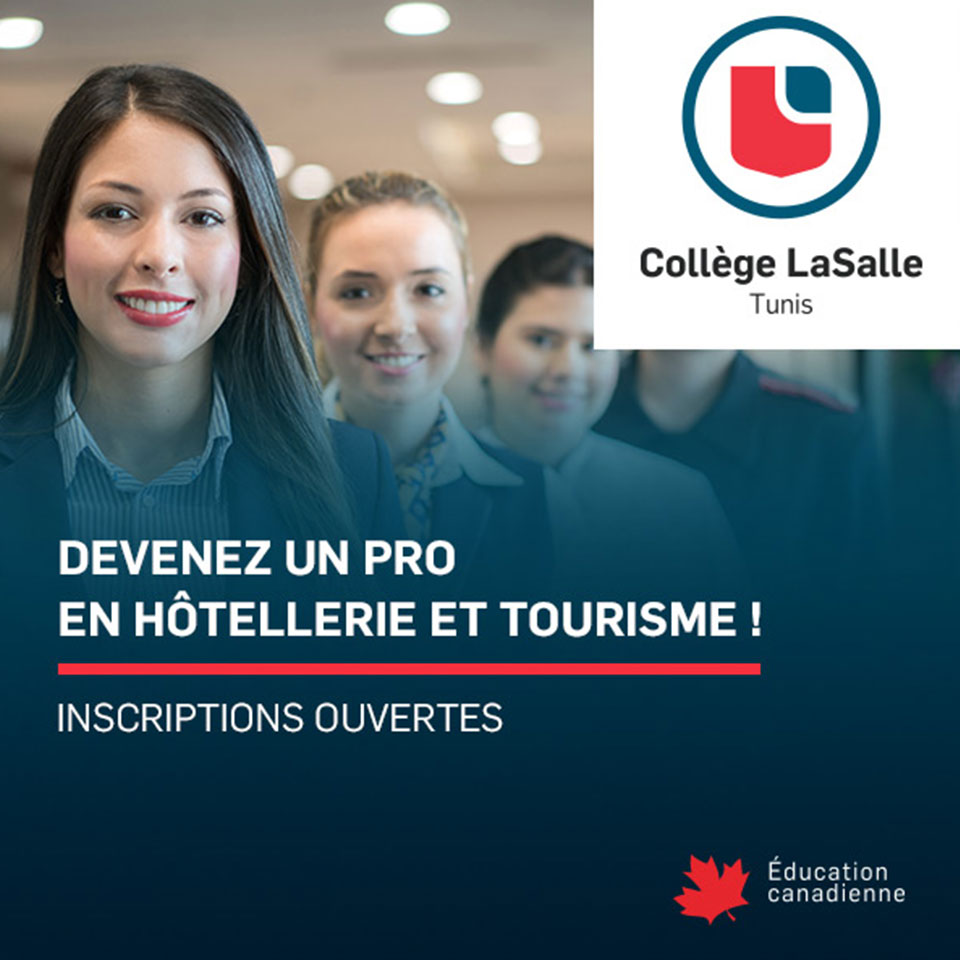 Collège LaSalle
Tunis
DEVENEZ UN PRO
EN HÔTELLERIE ET TOURISME !
INSCRIPTIONS OUVERTES
Éducation
canadienne